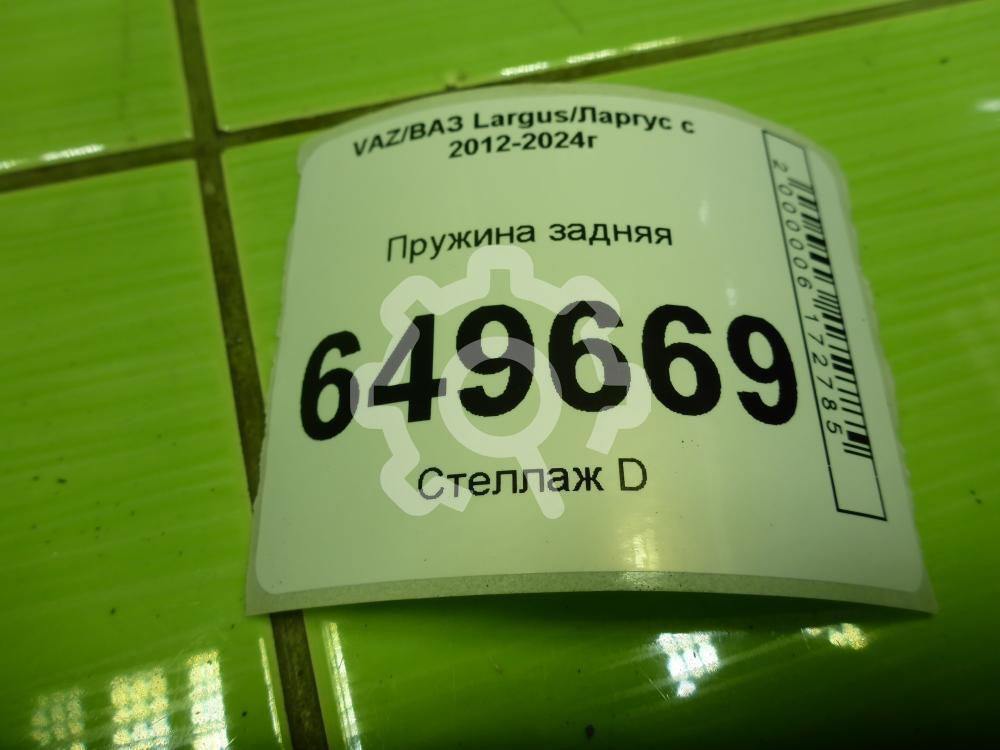 VAZ/ВАЗ Largus/Ларгус с
2012-2024г
Пружина задняя
649669
Стеллаж D
2000006172785